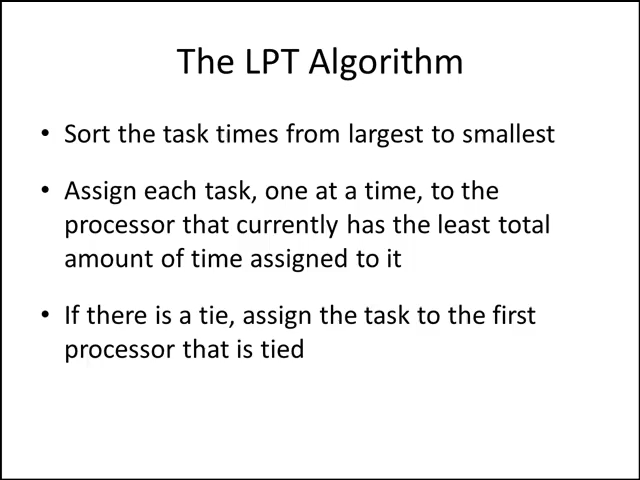 The LPT Algorithm
• Sort the task times from largest to smallest
• Assign each task, one at a time, to the
processor that currently has the least total
amount of time assigned to it
• If there is a tie, assign the task to the first
processor that is tied